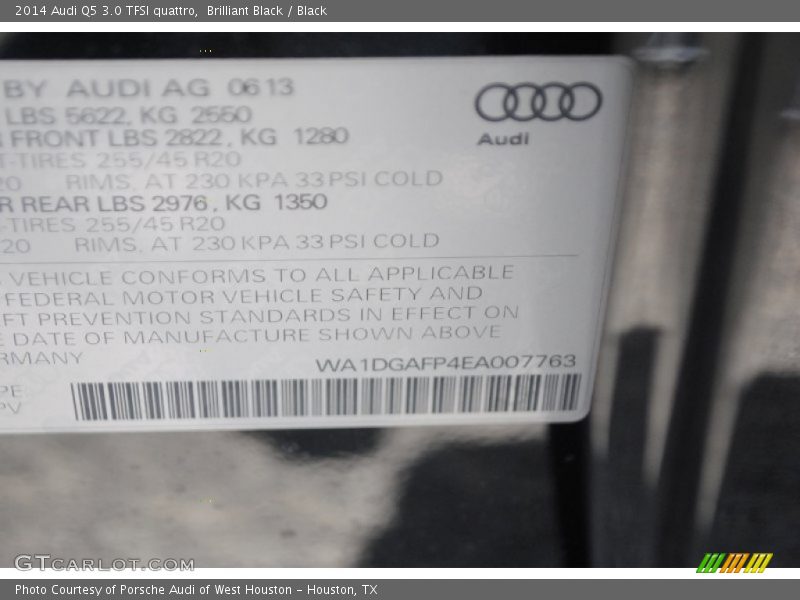 2014 Audi Q5 3.0 TFSI quattro, Brilliant Black / Black
BY AUDI AG 0613
LBS 5622, KG 2550
FRONT LBS 2822, KG 1280
T-TIRES 255/45 R20
20 RIMS, AT 230 KPA 33 PSI COLD
R REAR LBS 2976, KG 1350
-TIRES 255/45 R20
20 RIMS, AT 230 KPA 33 PSI COLD
Audi
VEHICLE CONFORMS TO ALL APPLICABLE
FEDERAL MOTOR VEHICLE SAFETY AND
FT PREVENTION STANDARDS IN EFFECT ON
E DATE OF MANUFACTURE SHOWN ABOVE
RMANY
WA1DGAFP4EA007763
PE
PV
GTCARLOT.COM
Photo Courtesy of Porsche Audi of West Houston - Houston, TX